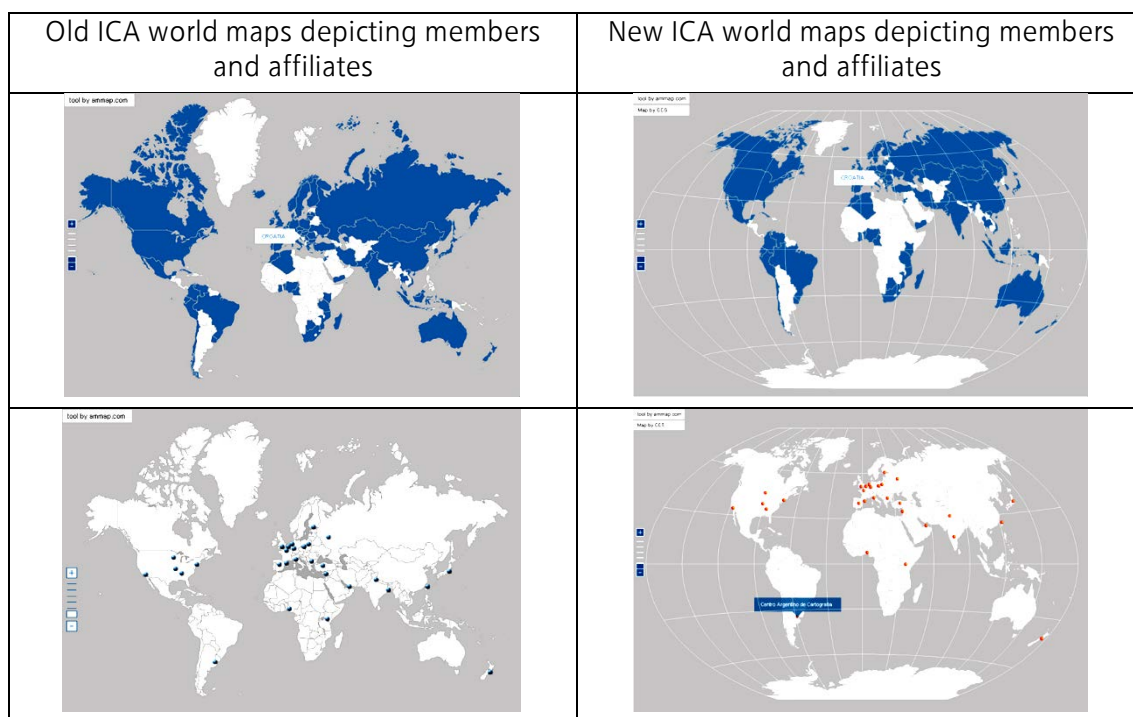 Old ICA world maps depicting members
and affiliates
New ICA world maps depicting members
and affiliates
tool by ammap.com
CROATIA
tool by ammap.com
Map by
CROATIA
tool by ammap.com
tool by ammap.com
Map by
Centro Argentino de Cartografía